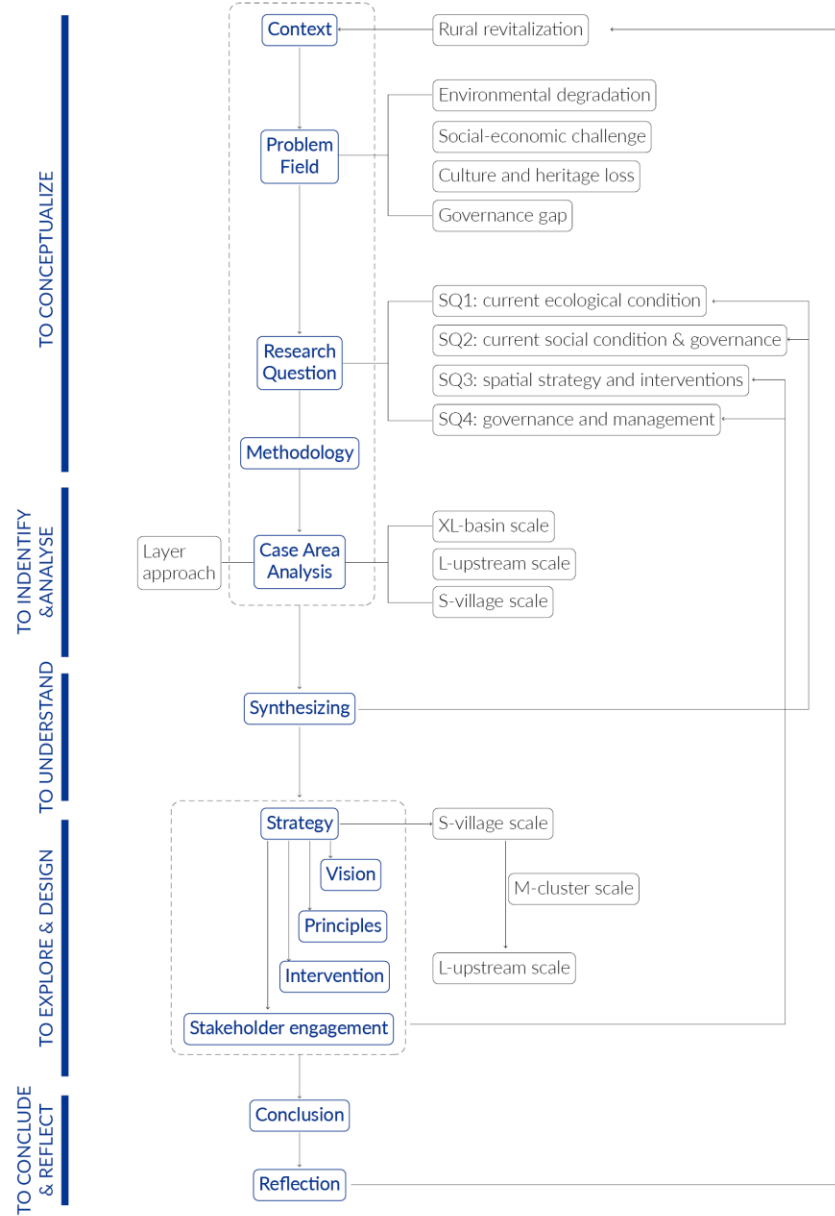 TO CONCEPTUALIZE
Context
Rural revitalization
Environmental degradation
Problem
Field
Social-economic challenge
Culture and heritage loss
Governance gap
SQ1: current ecological condition
SQ2: current social condition & governance
Research
Question
SQ3: spatial strategy and interventions
SQ4: governance and management
Methodology
TO INDENTIFY
&ANALYSE
Layer
approach
Case Area
Analysis
XL-basin scale
L-upstream scale
S-village scale
TO UNDERSTAND
Synthesizing
TO EXPLORE & DESIGN
Strategy
S-village scale
Vision
M-cluster scale
Principles
Intervention
L-upstream scale
Stakeholder engagement
TO CONCLUDE
& REFLECT
Conclusion
Reflection